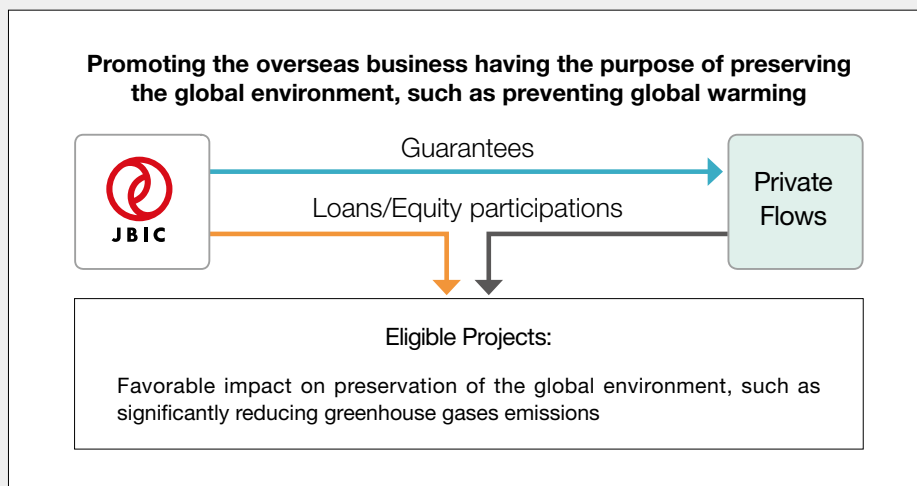 Promoting the overseas business having the purpose of preserving
the global environment, such as preventing global warming
Guarantees
JBIC
Loans/Equity participations
Private
Flows
Eligible Projects:
Favorable impact on preservation of the global environment, such as
significantly reducing greenhouse gases emissions